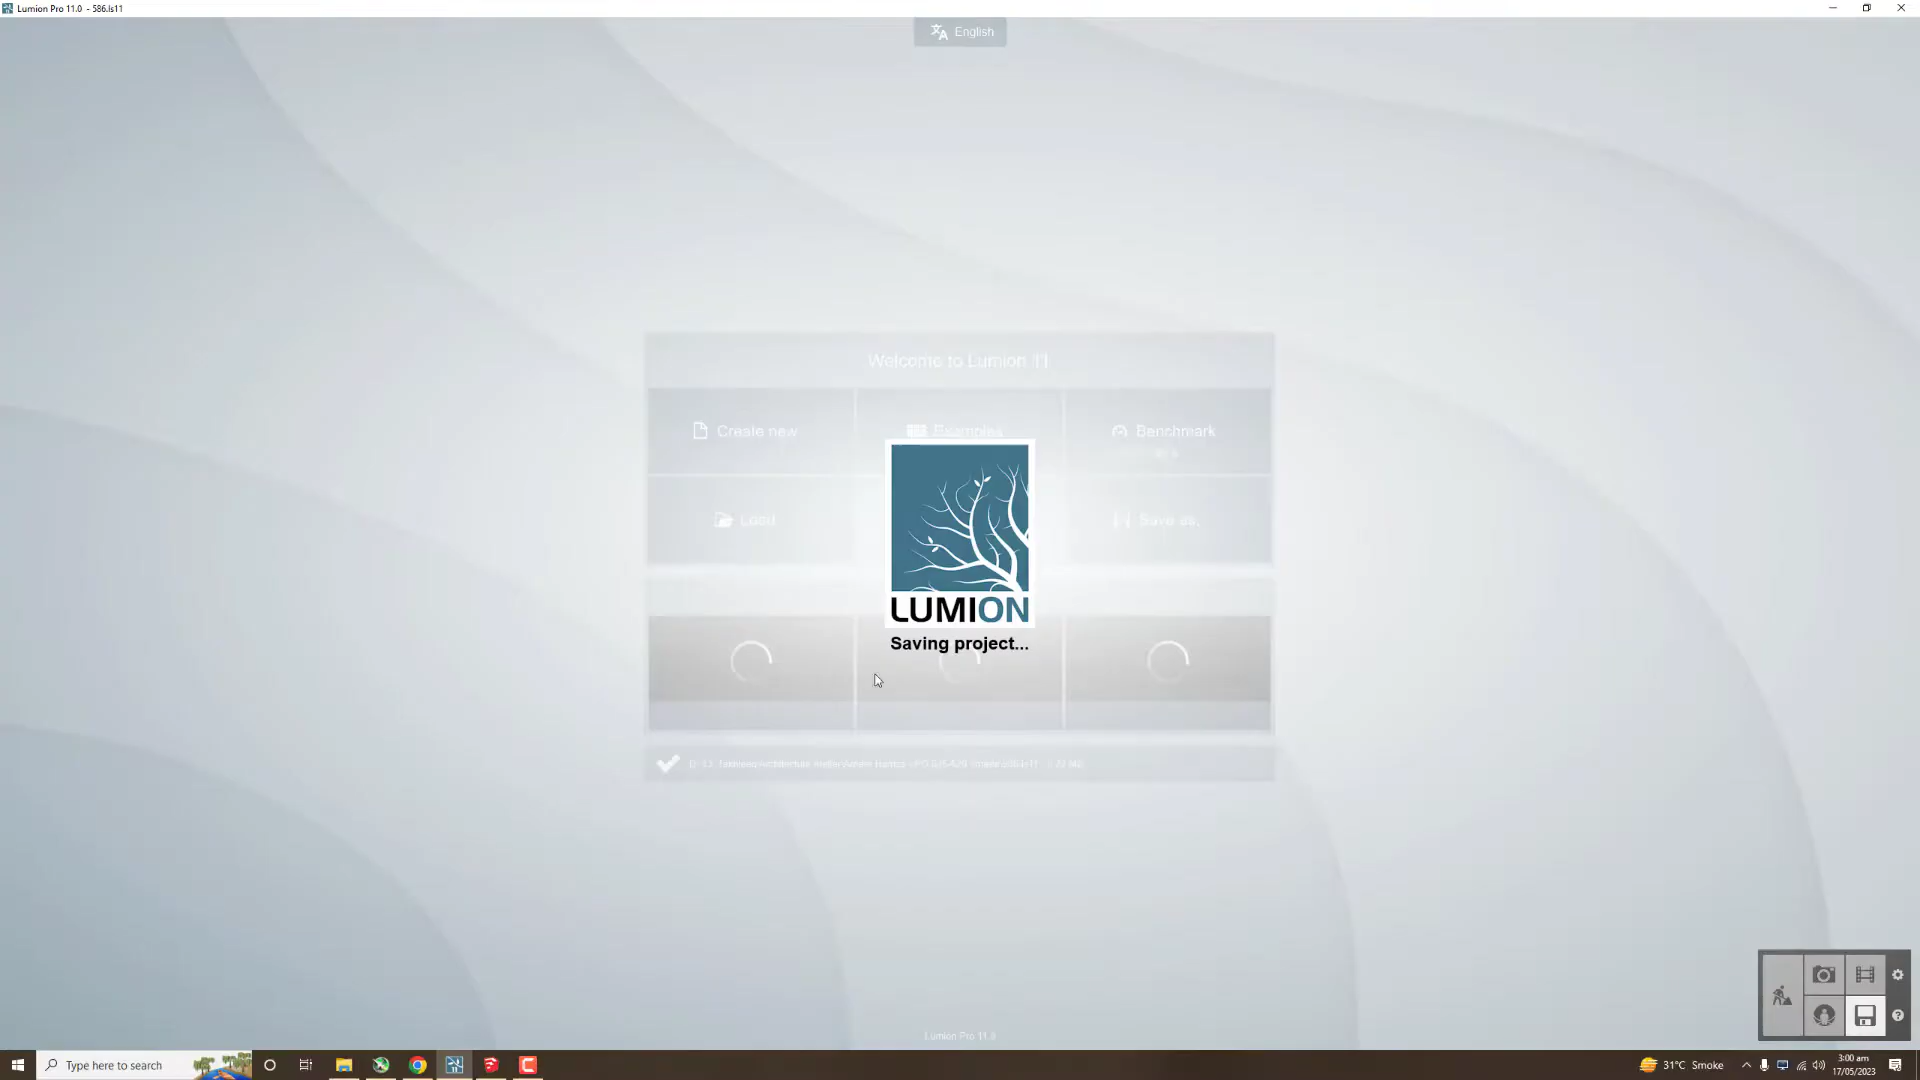 Lumion Pro 11.0 - 586.ls11
English
Welcome to Lumion 11
Create new
Examples
Benchmark
Load
Save as.
LUMION
Saving project...
Lumion Pro 11.0
Type here to search
31°C Smoke
3:00 am
17/05/2023